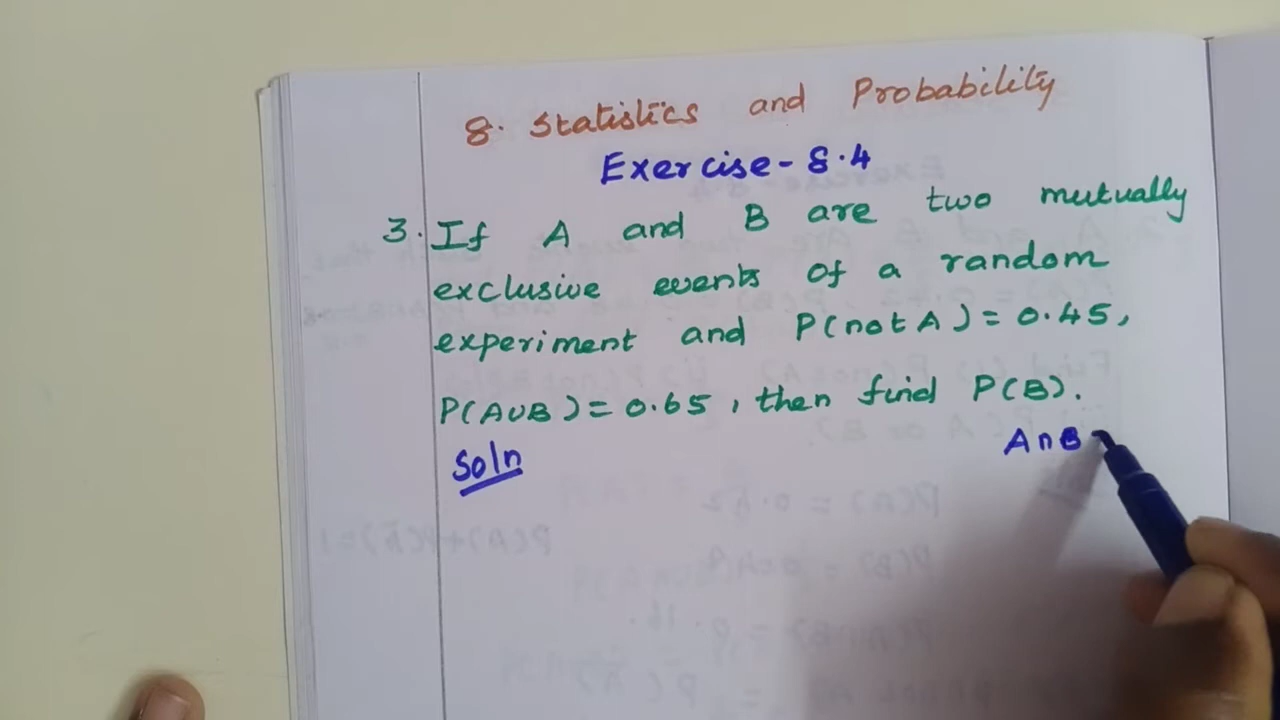 8. Statistics and Probability
Exercise - 8.4
3. If A and B are two mutually
exclusive events of a random
experiment and P(not A) = 0.45,
P(A∪B) = 0.65, then find P(B).
Soln
A∩B